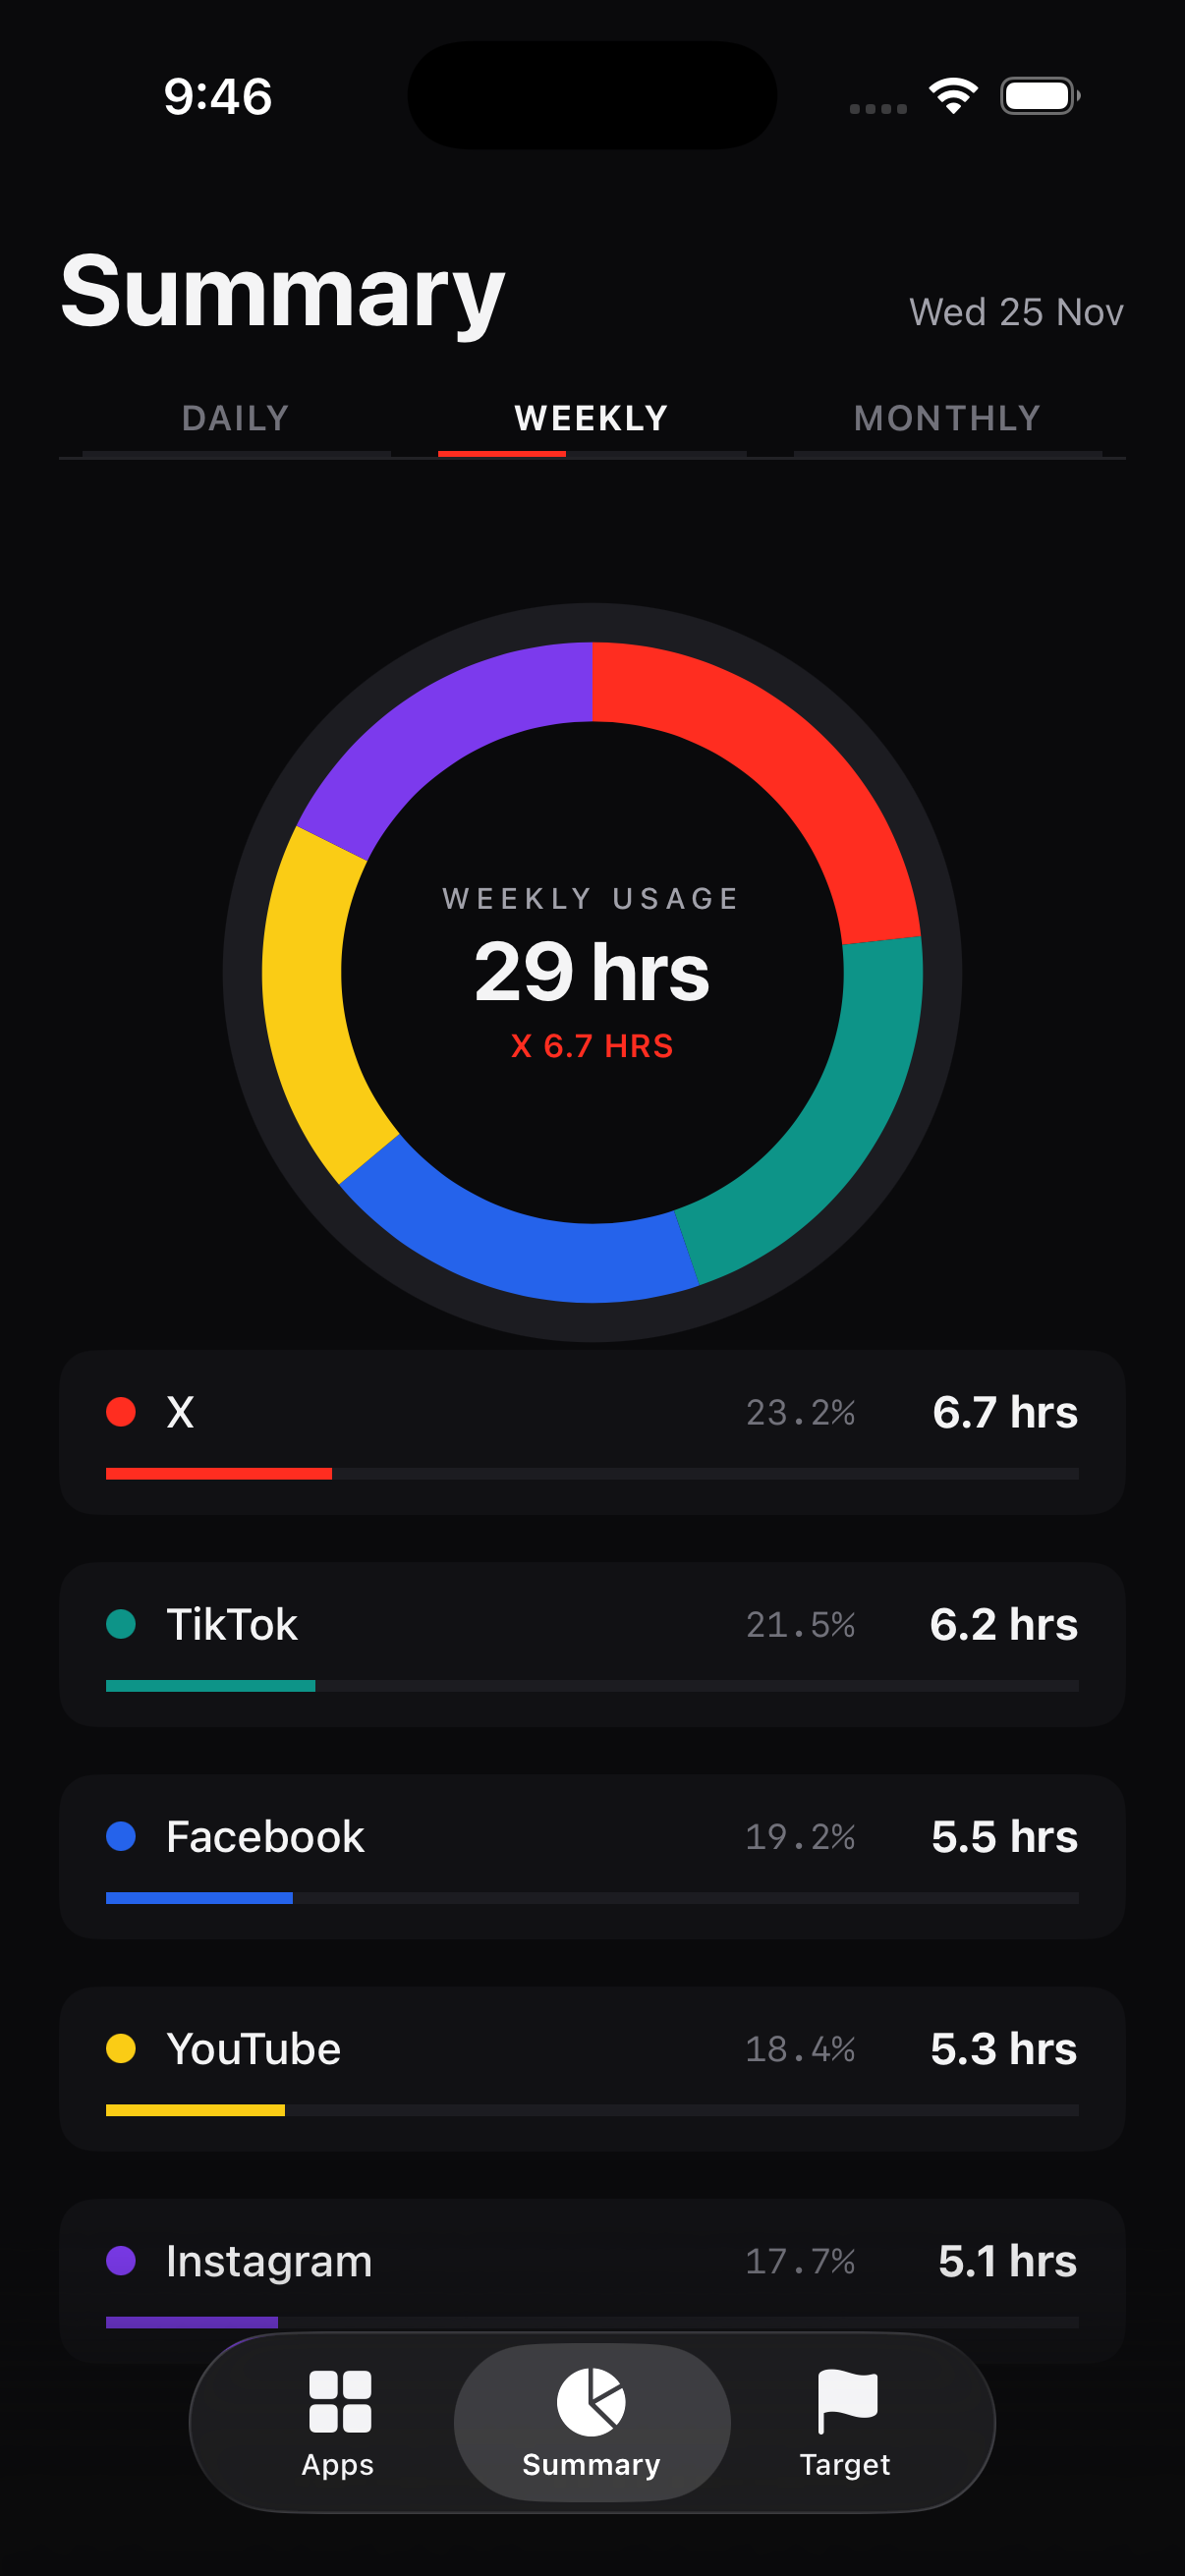 9:46
Summary
Wed 25 Nov
DAILY WEEKLY MONTHLY
WEEKLY USAGE
29 hrs
X 6.7 HRS
X 23.2% 6.7 hrs
TikTok 21.5% 6.2 hrs
Facebook 19.2% 5.5 hrs
YouTube 18.4% 5.3 hrs
Instagram 17.7% 5.1 hrs
Apps Summary Target